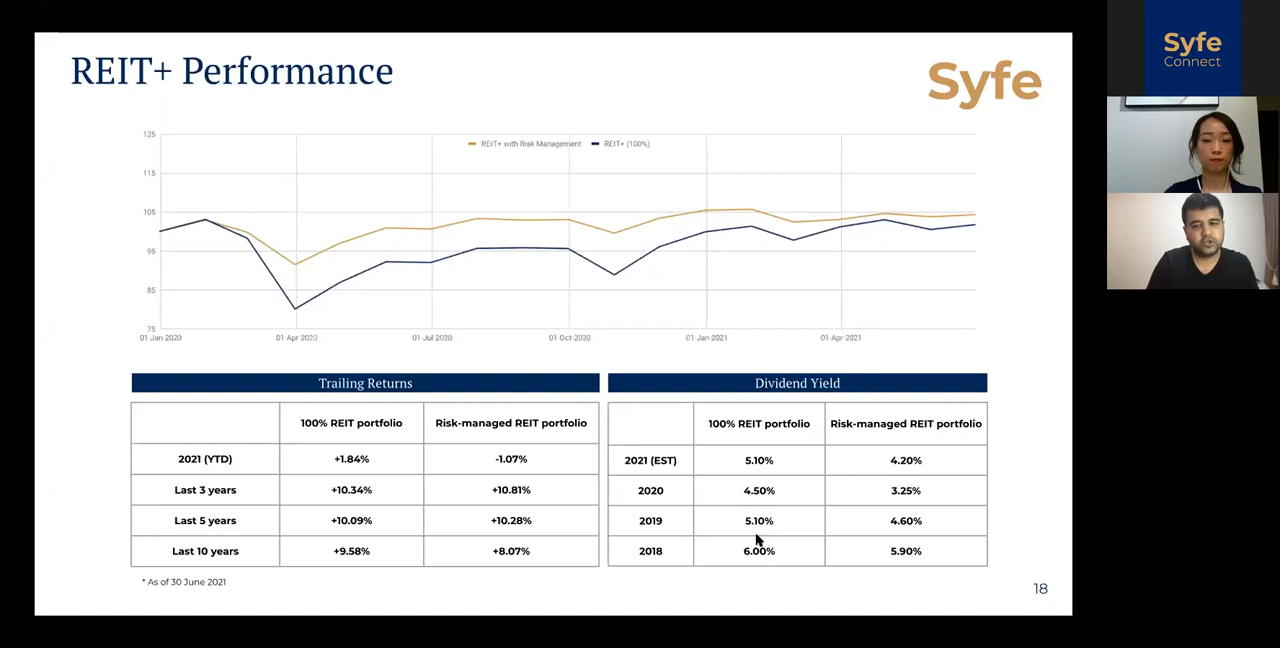 REIT+ Performance
Syfe
Syfe
Connect
REIT+ with Risk Management REIT+ (100%)
125
115
105
95
85
75
01-Jan-2020 01-Apr-2020 01-Jul-2020 01-Oct-2020 01-Jan-2021 01-Apr-2021
Trailing Returns
100% REIT portfolio Risk-managed REIT portfolio
2021 (YTD) +1.84% -1.07%
Last 3 years +10.34% +10.81%
Last 5 years +10.09% +10.28%
Last 10 years +9.58% +8.07%
Dividend Yield
100% REIT portfolio Risk-managed REIT portfolio
2021 (EST) 5.10% 4.20%
2020 4.50% 3.25%
2019 5.10% 4.60%
2018 6.00% 5.90%
* As of 30 June 2021
18